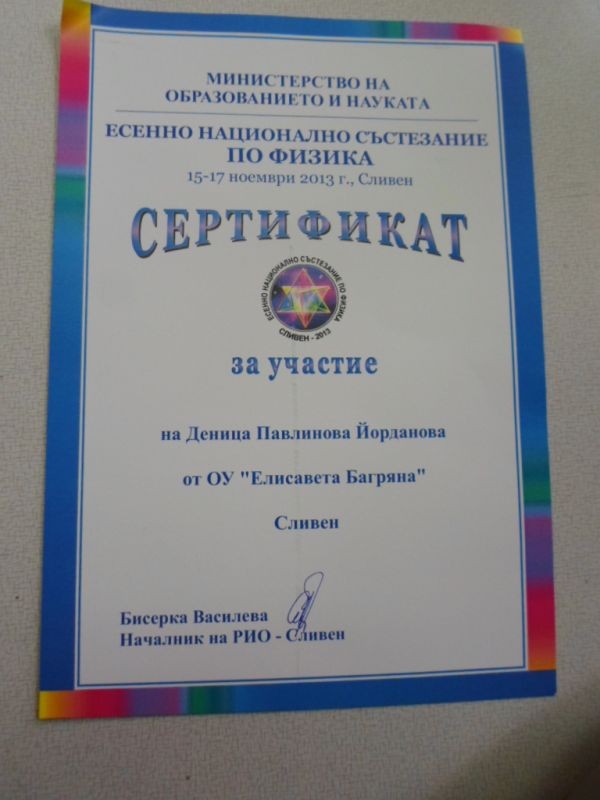 МИНИСТЕРСТВО НА
ОБРАЗОВАНИЕТО И НАУКАТА
ЕСЕННО НАЦИОНАЛНО СЪСТЕЗАНИЕ
ПО ФИЗИКА
15-17 ноември 2013 г., Сливен
СЕРТИФИКАТ
ЕСЕННО НАЦИОНАЛНО СЪСТЕЗАНИЕ ПО ФИЗИКА
СЛИВЕН - 2013
за участие
на Деница Павлинова Йорданова
от ОУ "Елисавета Багряна"
Сливен
Бисерка Василева
Началник на РИО - Сливен